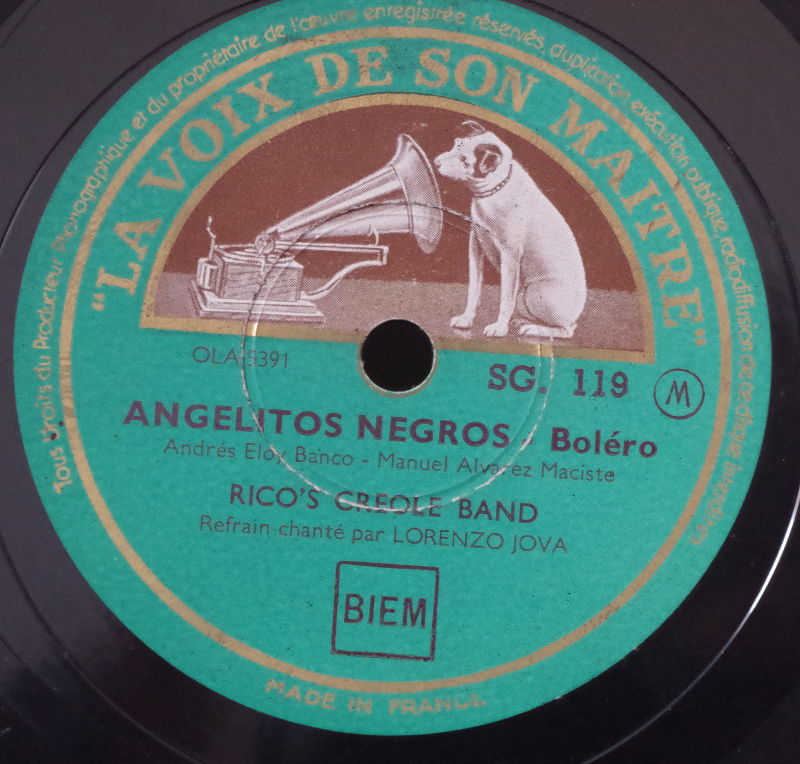 Tous droits du Producteur Phonographique et du propriétaire de l'œuvre enregistrée réservés, duplication exécution publique radiodiffusion de ce disque interdites
"LA VOIX DE SON MAITRE"
OLA 5391
SG. 119 M
ANGELITOS NEGROS - Boléro
Andrés Eloy Banco - Manuel Alvarez Maciste
RICO'S CREOLE BAND
Refrain chanté par LORENZO JOVA
BIEM
MADE IN FRANCE